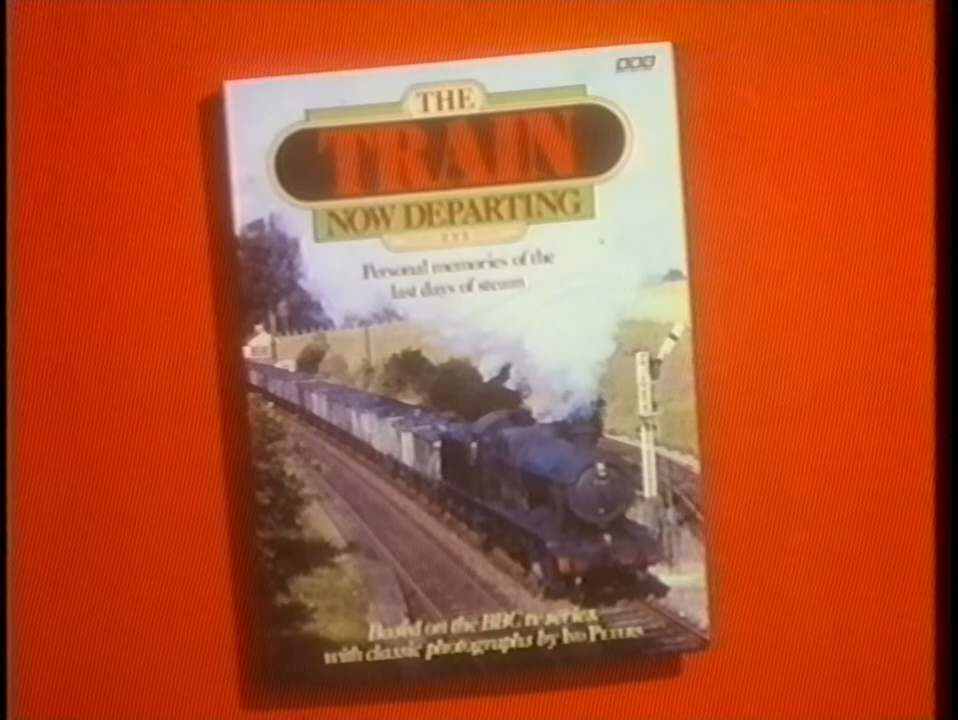 BBC
THE
TRAIN
NOW DEPARTING
Personal memories of the
last days of steam
Based on the BBC tv series,
with classic photographs by IVO PETERS